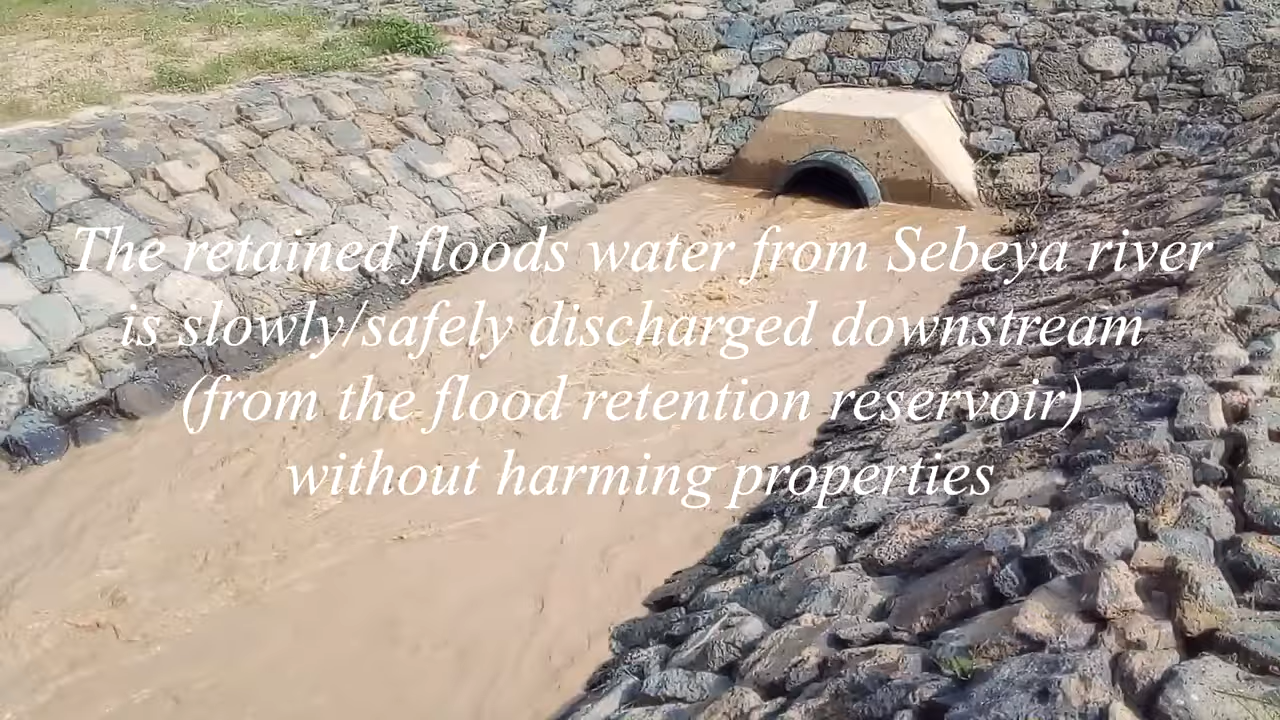 The retained floods water from Sebeya river
is slowly/safely discharged downstream
(from the flood retention reservoir)
without harming properties